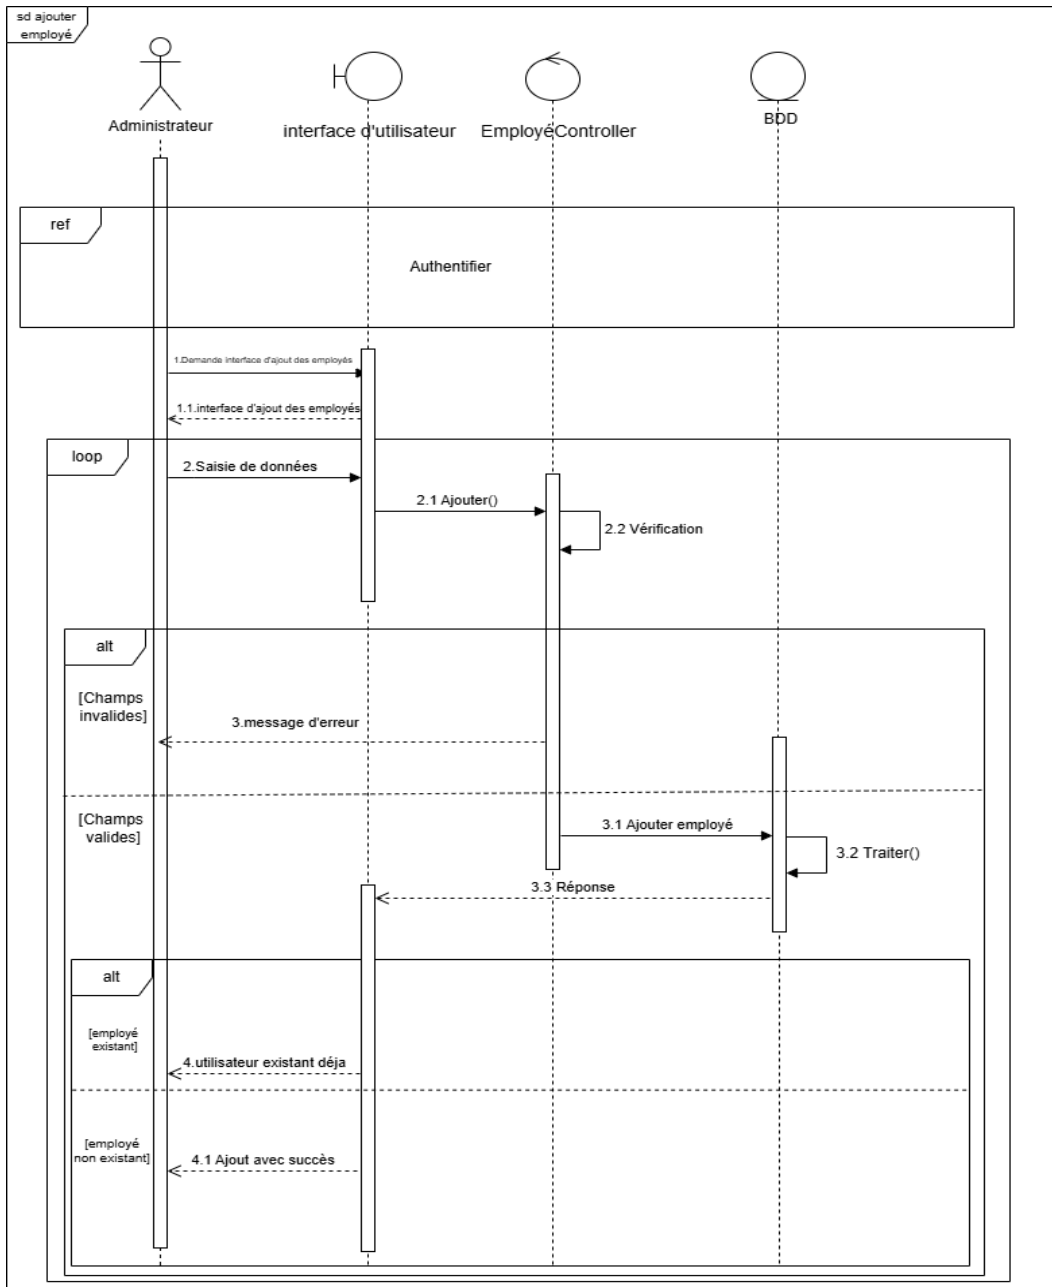 sd ajouter
employé
Administrateur
interface d'utilisateur
EmployéController
BDD
ref
Authentifier
1.Demande interface d'ajout des employés
1.1.interface d'ajout des employés
loop
2.Saisie de données
2.1 Ajouter()
2.2 Vérification
alt
[Champs
invalides]
3.message d'erreur
[Champs
valides]
3.1 Ajouter employé
3.2 Traiter()
3.3 Réponse
alt
[employé
existant]
4.utilisateur existant déja
[employé
non existant]
4.1 Ajout avec succès